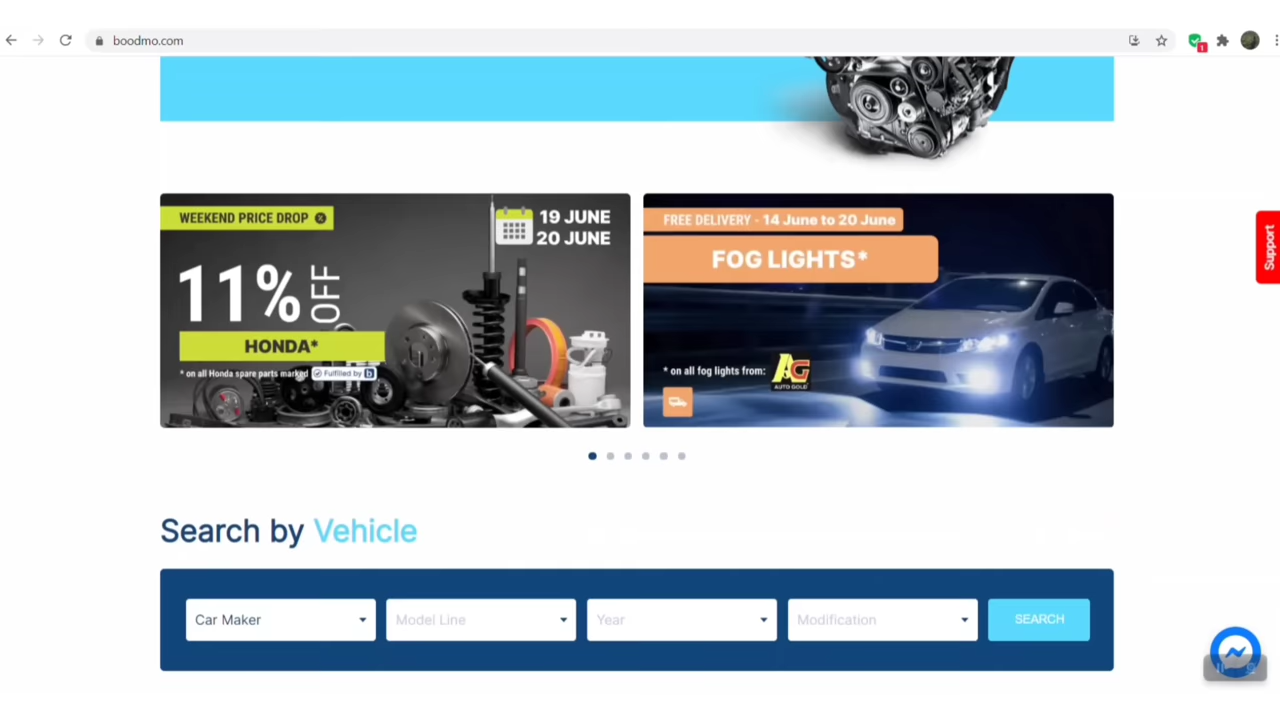 boodmo.com
1
WEEKEND PRICE DROP
19 JUNE
20 JUNE
11% OFF
HONDA*
* on all Honda spare parts marked Fulfilled by b
FREE DELIVERY - 14 June to 20 June
FOG LIGHTS*
* on all fog lights from:
AG
AUTO GOLD
Support
Search by Vehicle
Car Maker
Model Line
Year
Modification
SEARCH